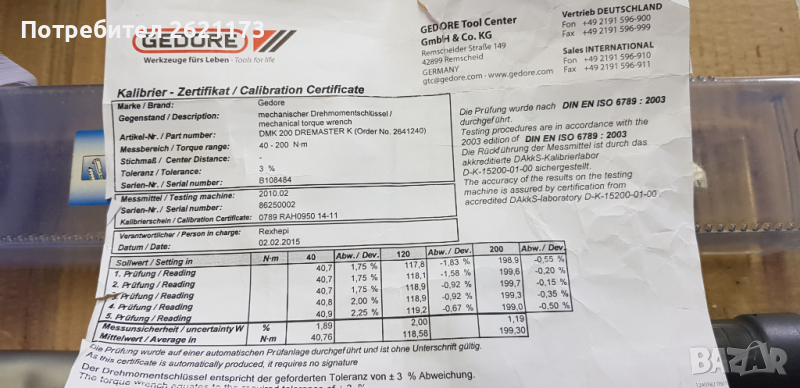 Потребител 2621173
GEDORE
Werkzeuge fürs Leben · Tools for life
GEDORE Tool Center
GmbH & Co. KG
Remscheider Straße 149
42899 Remscheid
GERMANY
gtc@gedore.com - www.gedore.com
Vertrieb DEUTSCHLAND
Fon +49 2191 596-900
Fax +49 2191 596-999
Sales INTERNATIONAL
Fon +49 2191 596-910
Fax +49 2191 596-911
Kalibrier - Zertifikat / Calibration Certificate
Marke / Brand: Gedore
Gegenstand / Description: mechanischer Drehmomentschlüssel /
mechanical torque wrench
Artikel-Nr. / Part number: DMK 200 DREMASTER K (Order No. 2641240)
Messbereich / Torque range: 40 - 200 N·m
Stichmaß / Center Distance: -
Toleranz / Tolerance: 3 %
Serien-Nr. / Serial number: B108484
Messmittel / Testing machine: 2010.02
Serien-Nr. / Serial number: 86250002
Kalibrierschein / Calibration Certificate: 0789 RAH0950 14-11
Verantwortlicher / Person in charge: Rexhepi
Datum / Date: 02.02.2015
Die Prüfung wurde nach DIN EN ISO 6789 : 2003
durchgeführt.
Testing procedures are in accordance with the
2003 edition of DIN EN ISO 6789 : 2003
Die Rückführung der Messmittel ist durch das
akkreditierte DAkkS-Kalibrierlabor
D-K-15200-01-00 sichergestellt.
The accuracy of the results on the testing
machine is assured by certification from
accredited DAkkS-laboratory D-K-15200-01-00.
Sollwert / Setting in N·m 40 Abw./ Dev. 120 Abw./ Dev. 200 Abw./ Dev.
1. Prüfung / Reading 40,7 1,75 % 117,8 -1,83 % 198,9 -0,55 %
2. Prüfung / Reading 40,7 1,75 % 118,1 -1,58 % 199,6 -0,20 %
3. Prüfung / Reading 40,7 1,75 % 118,9 -0,92 % 199,7 -0,15 %
4. Prüfung / Reading 40,8 2,00 % 118,9 -0,92 % 199,3 -0,35 %
5. Prüfung / Reading 40,9 2,25 % 119,2 -0,67 % 199,0 -0,50 %
Messunsicherheit / uncertainty W % 1,89 2,00 1,19
Mittelwert / Average in N·m 40,76 118,58 199,30
Die Prüfung wurde auf einer automatischen Prüfanlage durchgeführt und ist ohne Unterschrift gültig.
As this certificate is automatically produced, it requires no signature
Der Drehmomentschlüssel entspricht der geforderten Toleranz von ± 3 % Abweichung.
The torque wrench
BAZAR.bg